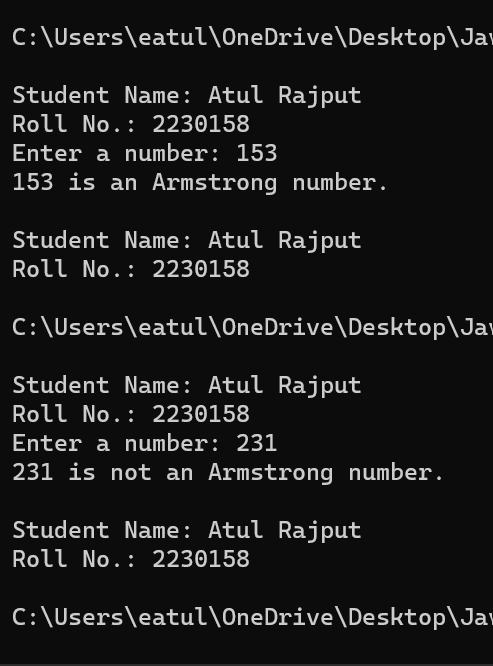 C:\Users\eatul\OneDrive\Desktop\Jav
Student Name: Atul Rajput
Roll No.: 2230158
Enter a number: 153
153 is an Armstrong number.
Student Name: Atul Rajput
Roll No.: 2230158
C:\Users\eatul\OneDrive\Desktop\Jav
Student Name: Atul Rajput
Roll No.: 2230158
Enter a number: 231
231 is not an Armstrong number.
Student Name: Atul Rajput
Roll No.: 2230158
C:\Users\eatul\OneDrive\Desktop\Jav